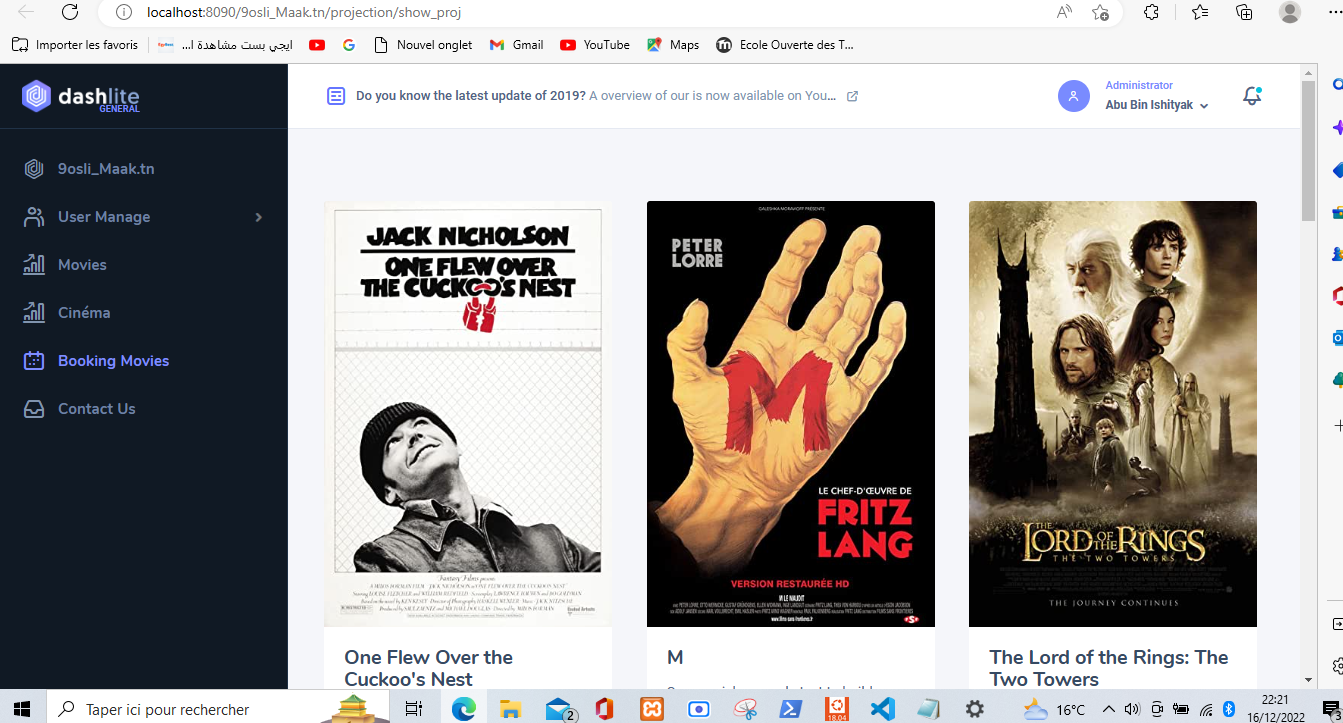 localhost:8090/9osli_Maak.tn/projection/show_proj
Importer les favoris
ايجي بست مشاهدة ا...
Nouvel onglet
Gmail
YouTube
Maps
Ecole Ouverte des T...
dashlite
GENERAL
Do you know the latest update of 2019? A overview of our is now available on You...
Administrator
Abu Bin Ishityak
9osli_Maak.tn
User Manage
Movies
Cinéma
Booking Movies
Contact Us
JACK NICHOLSON
ONE FLEW OVER
THE CUCKOO'S NEST
PETER
LORRE
M
LE CHEF-D'ŒUVRE DE
FRITZ
LANG
VERSION RESTAURÉE HD
THE
LORD OF THE RINGS
THE TWO TOWERS
THE JOURNEY CONTINUES
One Flew Over the
Cuckoo's Nest
M
The Lord of the Rings: The
Two Towers
Taper ici pour rechercher
2
18.04
16°C
22:21
16/12/2022
3